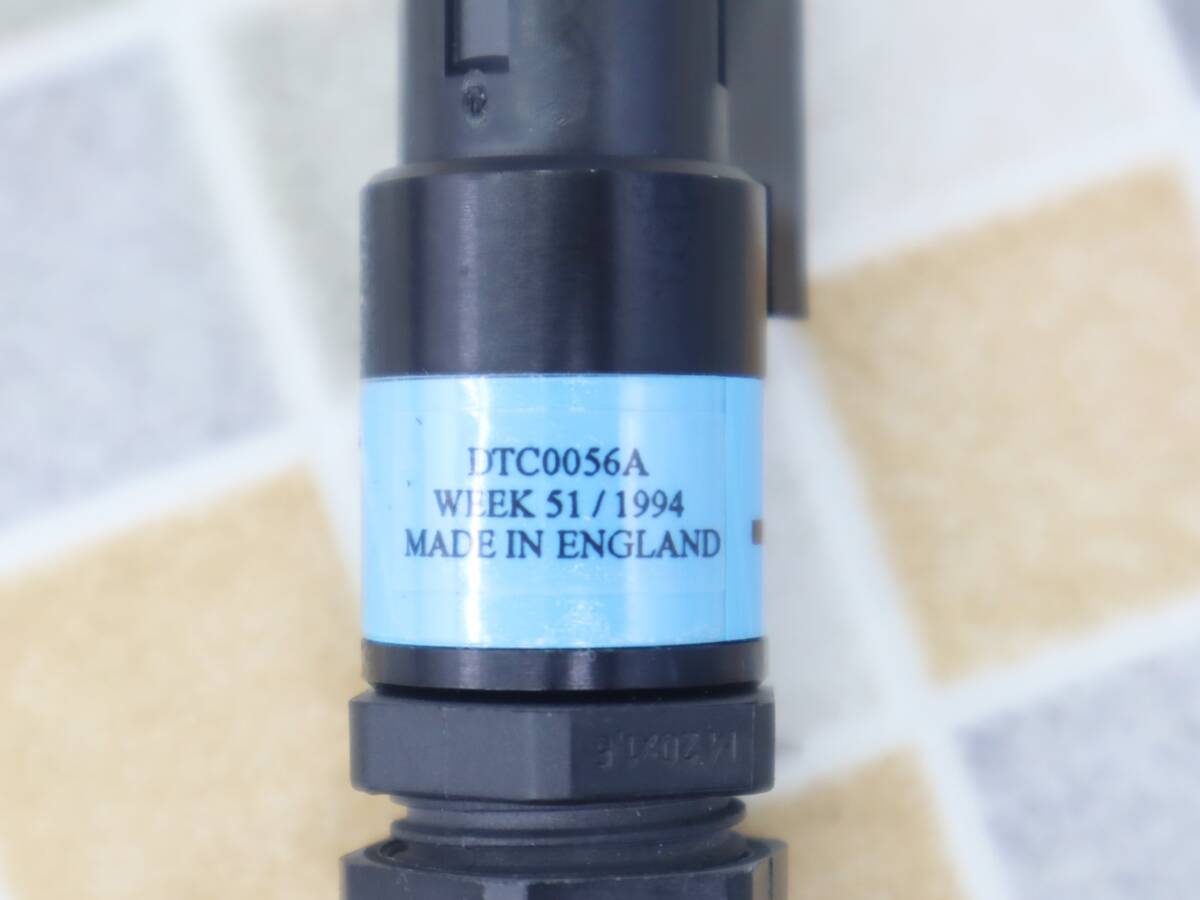 DTC0056A
WEEK 51 / 1994
MADE IN ENGLAND